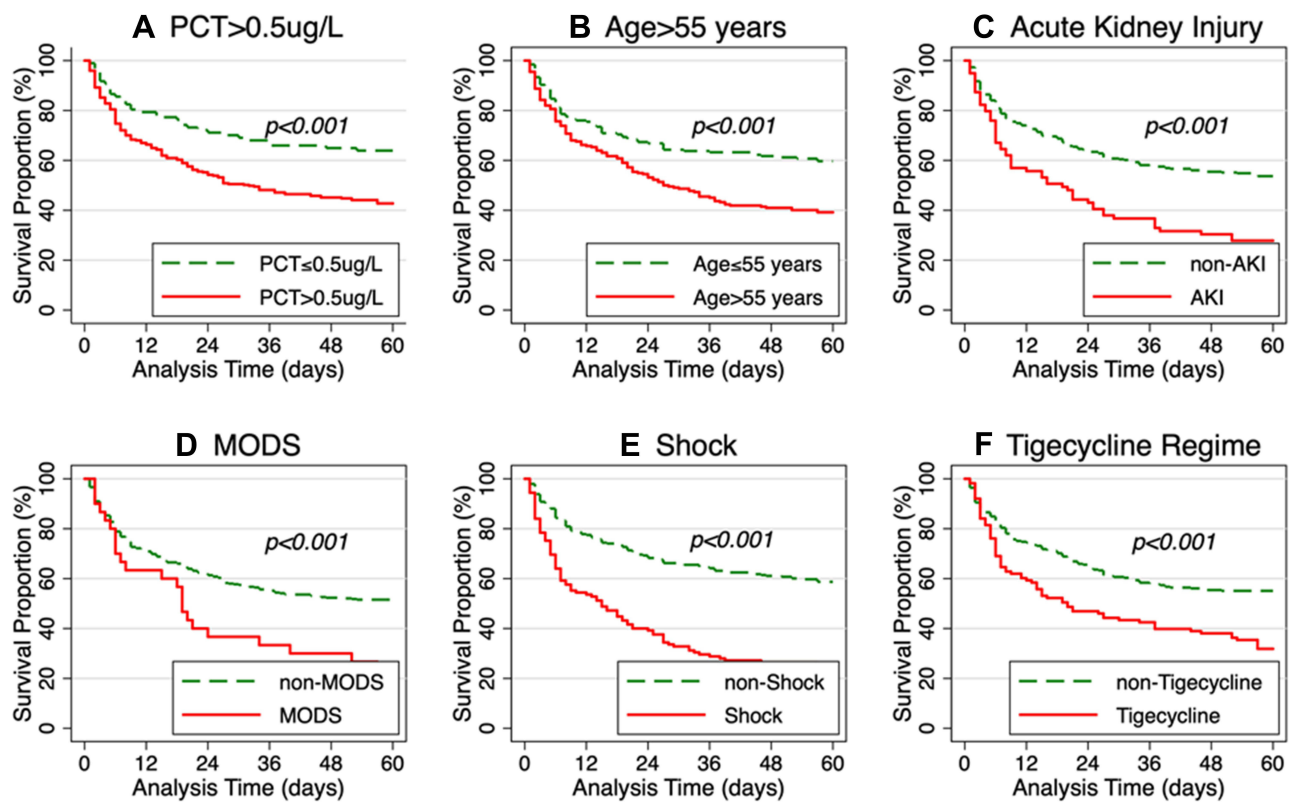 A PCT>0.5ug/L
Survival Proportion (%)
100
80
60
40
20
0
p<0.001
PCT≤0.5ug/L
PCT>0.5ug/L
0 12 24 36 48 60
Analysis Time (days)
B Age>55 years
Survival Proportion (%)
100
80
60
40
20
0
p<0.001
Age≤55 years
Age>55 years
0 12 24 36 48 60
Analysis Time (days)
C Acute Kidney Injury
Survival Proportion (%)
100
80
60
40
20
0
p<0.001
non-AKI
AKI
0 12 24 36 48 60
Analysis Time (days)
D MODS
Survival Proportion (%)
100
80
60
40
20
0
p<0.001
non-MODS
MODS
0 12 24 36 48 60
Analysis Time (days)
E Shock
Survival Proportion (%)
100
80
60
40
20
0
p<0.001
non-Shock
Shock
0 12 24 36 48 60
Analysis Time (days)
F Tigecycline Regime
Survival Proportion (%)
100
80
60
40
20
0
p<0.001
non-Tigecycline
Tigecycline
0 12 24 36 48 60
Analysis Time (days)